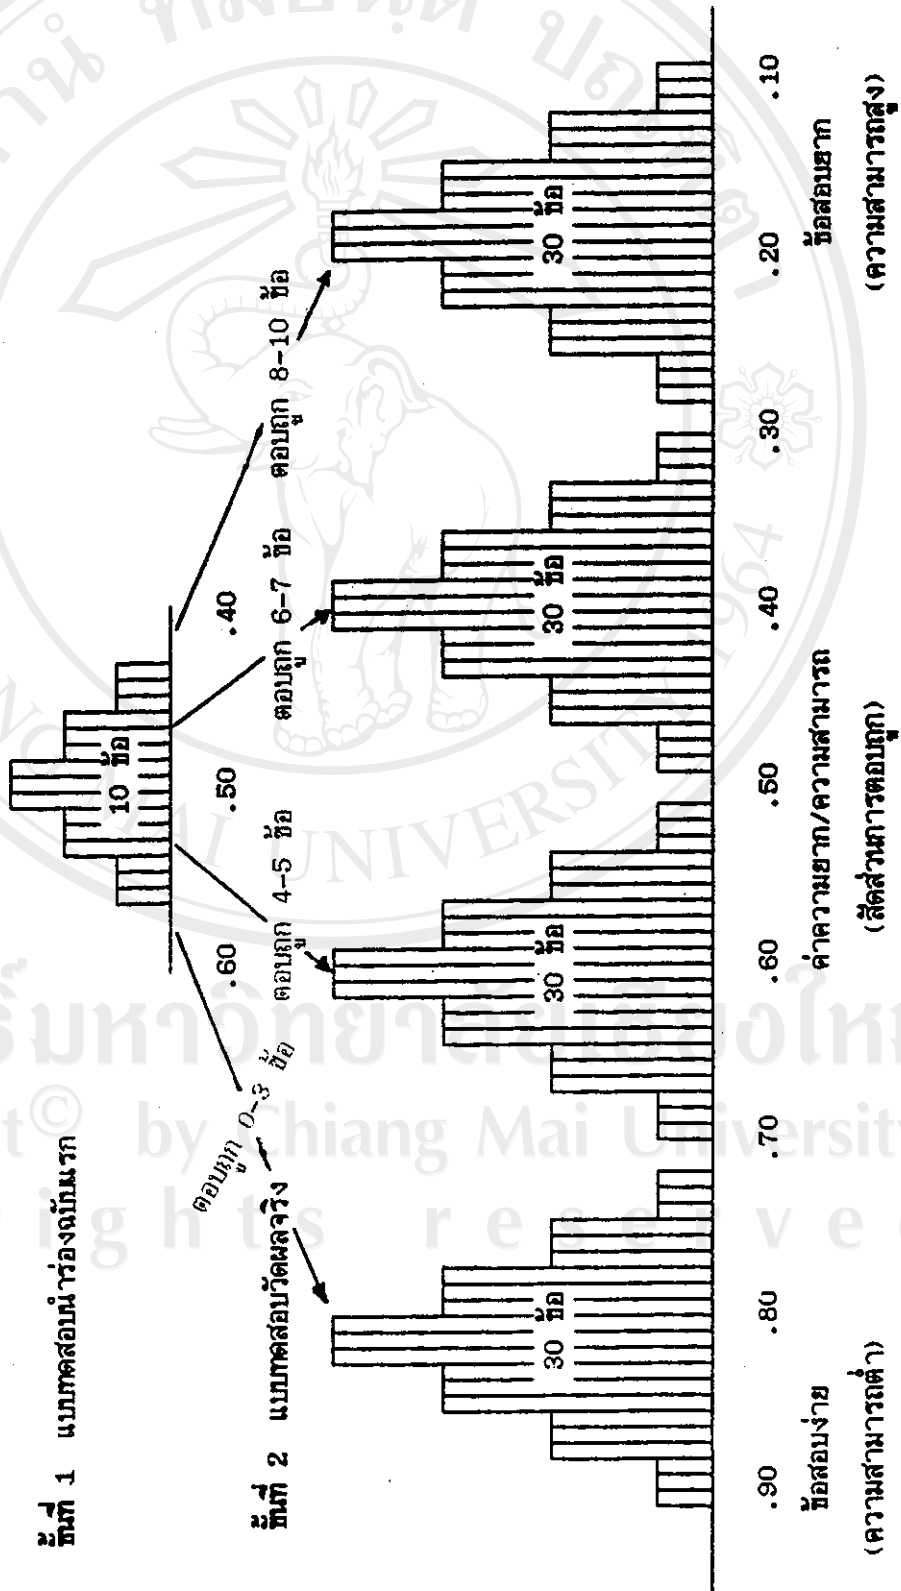 ขั้นที่ 1 แบบทดสอบนำร่องฉบับแรก
10 ข้อ
.60 .50 .40
ขั้นที่ 2 แบบทดสอบวัดผลจริง
ตอบถูก 0-3 ข้อ
ตอบถูก 4-5 ข้อ
ตอบถูก 6-7 ข้อ
ตอบถูก 8-10 ข้อ
30 ข้อ 30 ข้อ 30 ข้อ 30 ข้อ
.90 .80 .70 .60 .50 .40 .30 .20 .10
ข้อสอบง่าย ค่าความยาก/ความสามารถ ข้อสอบยาก
(ความสามารถต่ำ) (สัดส่วนการตอบถูก) (ความสามารถสูง)
UNIVERSITY 1964
by Chiang Mai University
rights reserve